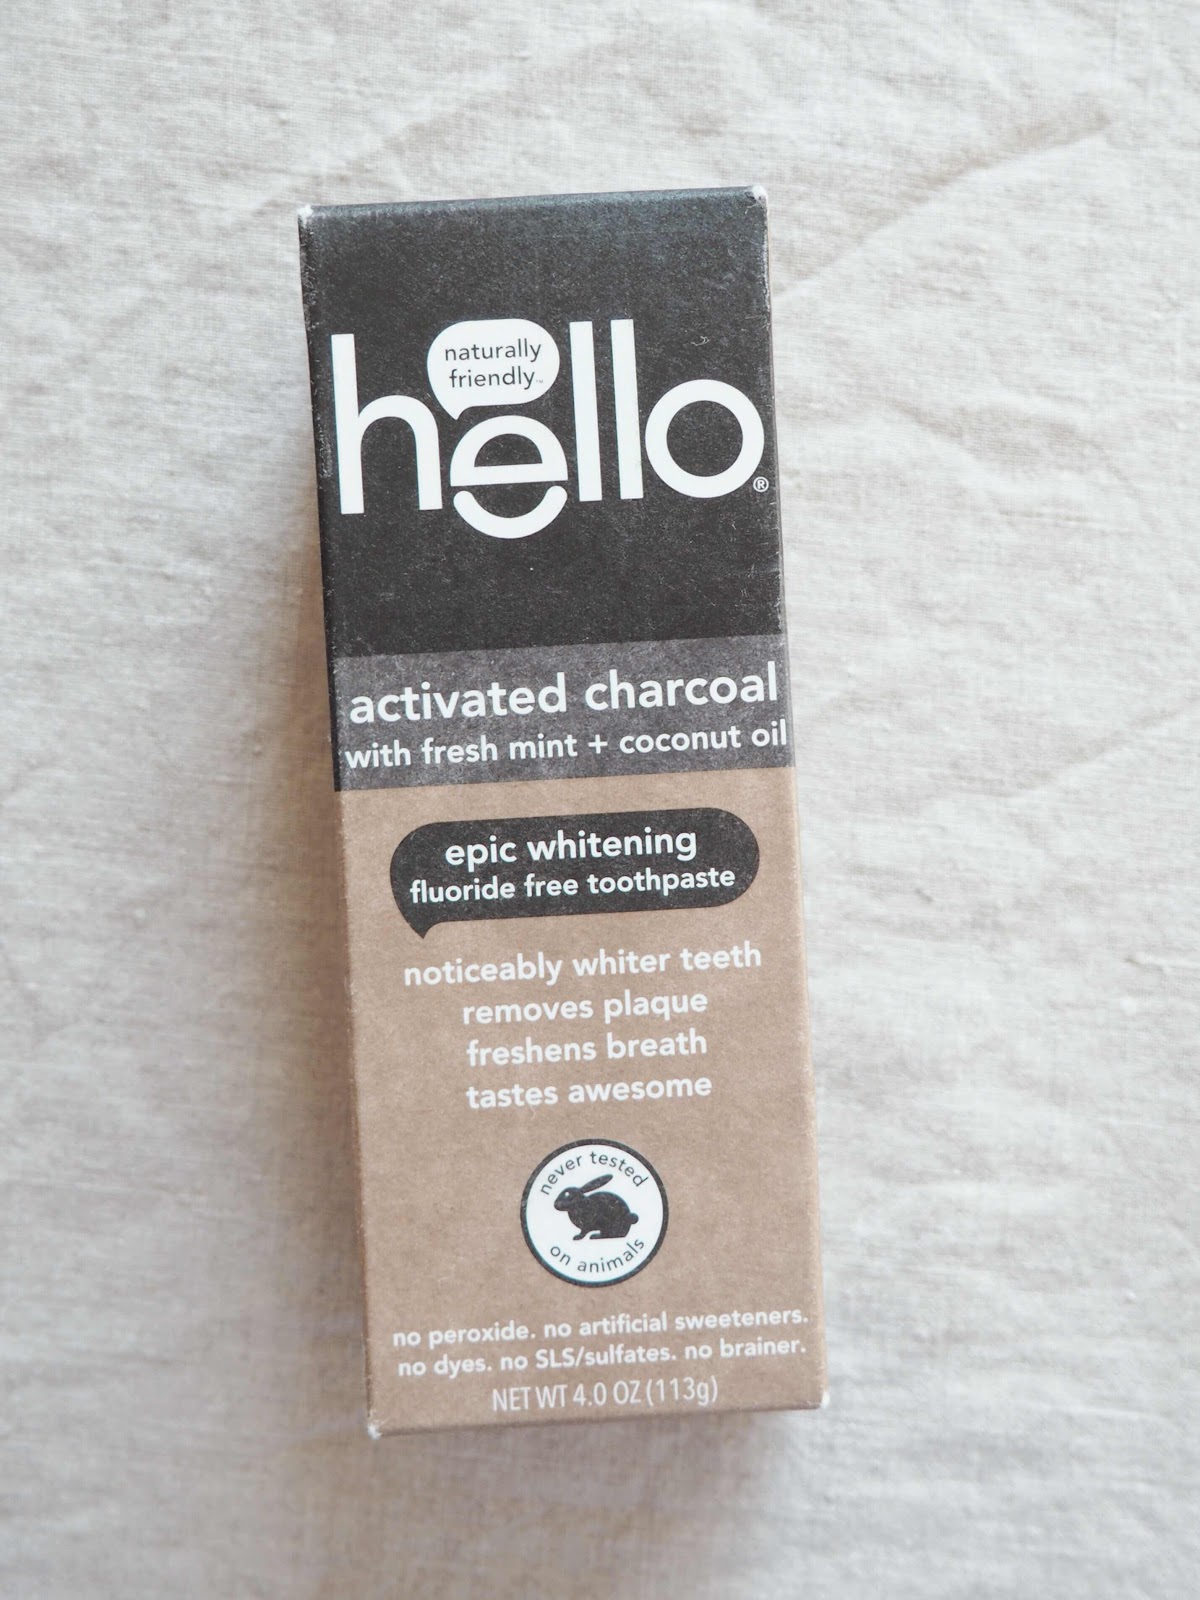 naturally
friendly™
hello®
activated charcoal
with fresh mint + coconut oil
epic whitening
fluoride free toothpaste
noticeably whiter teeth
removes plaque
freshens breath
tastes awesome
never tested
on animals
no peroxide. no artificial sweeteners.
no dyes. no SLS/sulfates. no brainer.
NET WT 4.0 OZ (113g)